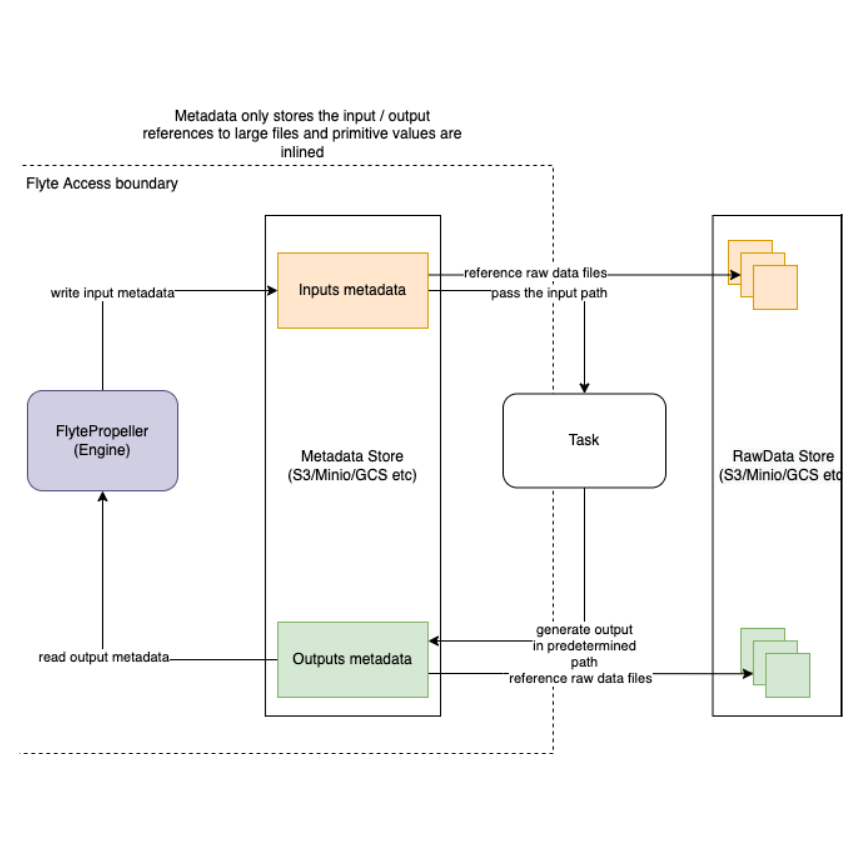 Metadata only stores the input / output
references to large files and primitive values are
inlined
Flyte Access boundary
write input metadata
Inputs metadata
reference raw data files
pass the input path
FlytePropeller
(Engine)
Metadata Store
(S3/Minio/GCS etc)
Task
RawData Store
(S3/Minio/GCS etc
read output metadata
Outputs metadata
generate output
in predetermined
path
reference raw data files